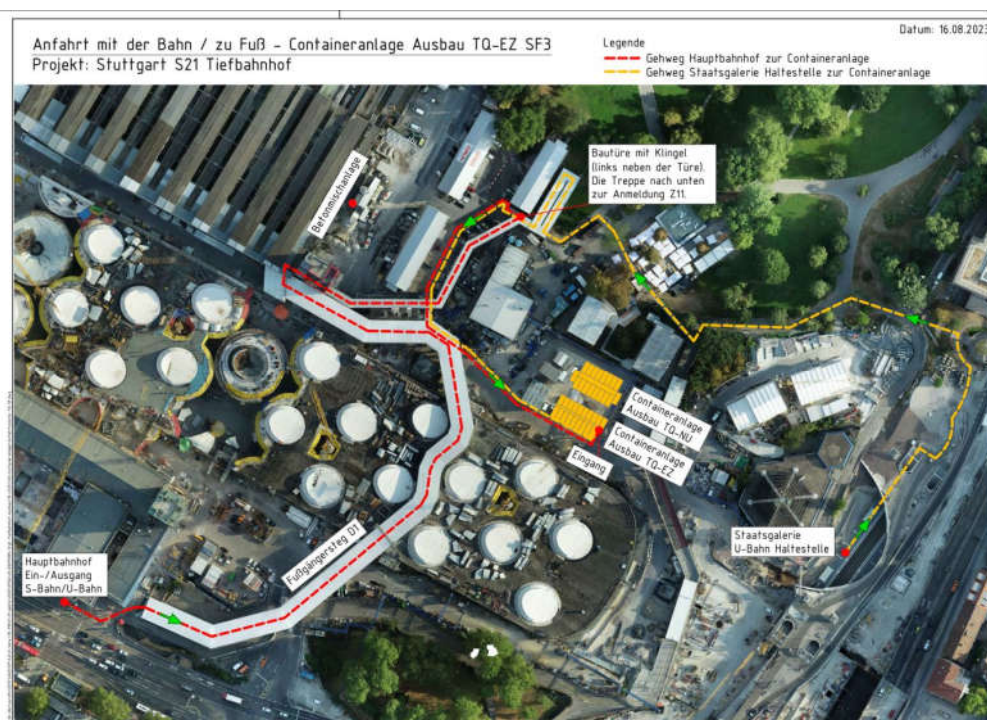 Datum: 16.08.2023
Anfahrt mit der Bahn / zu Fuß - Containeranlage Ausbau TQ-EZ SF3
Projekt: Stuttgart S21 Tiefbahnhof
Legende
Gehweg Hauptbahnhof zur Containeranlage
Gehweg Staatsgalerie Haltestelle zur Containeranlage
Bautüre mit Klingel
(links neben der Türe).
Die Treppe nach unten
zur Anmeldung Z11.
Betonmischanlage
Containeranlage
Ausbau TQ-NU
Containeranlage
Ausbau TQ-EZ
Eingang
Fußgängersteg D1
Staatsgalerie
U-Bahn Haltestelle
Hauptbahnhof
Ein-/Ausgang
S-Bahn/U-Bahn